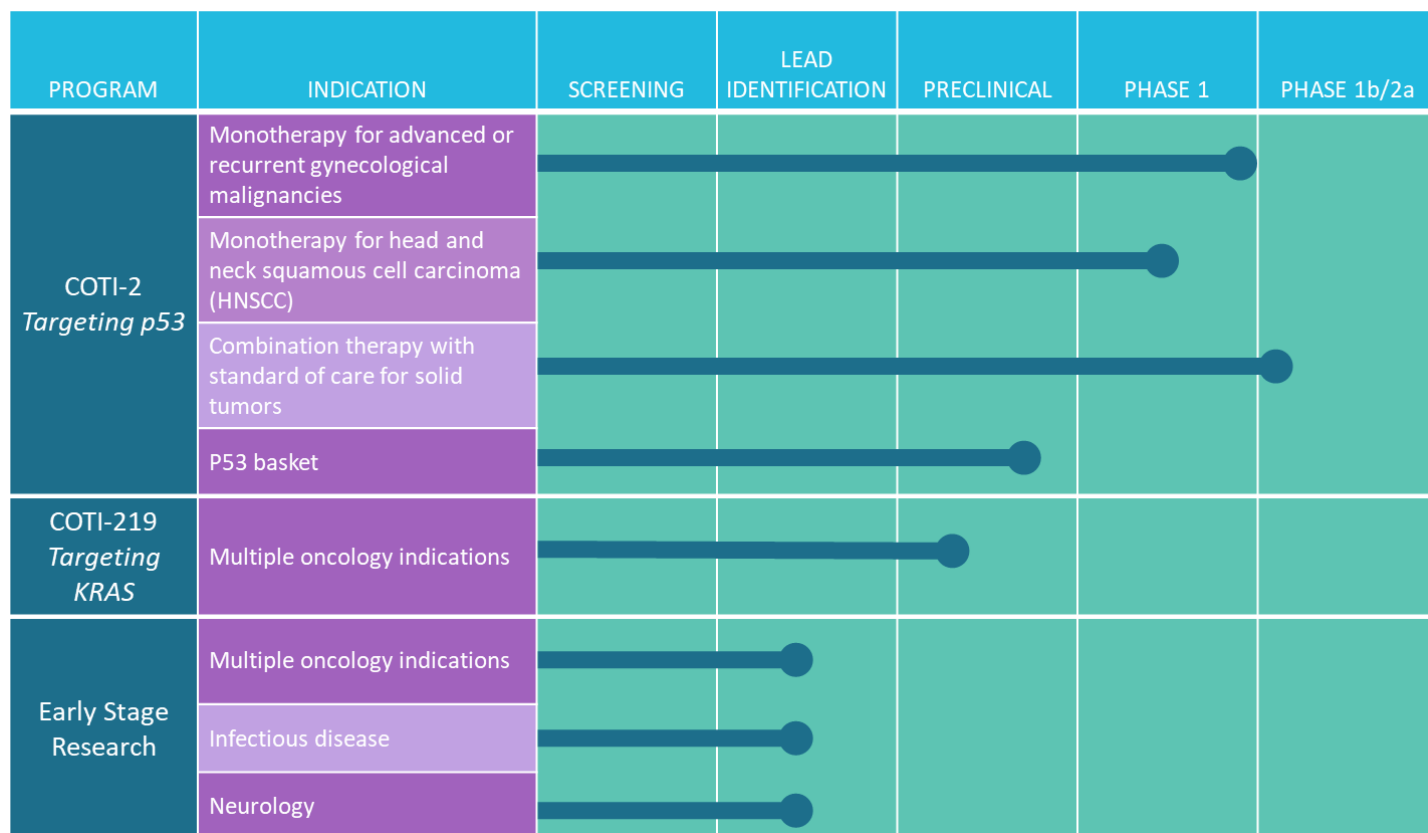 PROGRAM
INDICATION
SCREENING
LEAD
IDENTIFICATION
PRECLINICAL
PHASE 1
PHASE 1b/2a
COTI-2
Targeting p53
Monotherapy for advanced or
recurrent gynecological
malignancies
Monotherapy for head and
neck squamous cell carcinoma
(HNSCC)
Combination therapy with
standard of care for solid
tumors
P53 basket
COTI-219
Targeting
KRAS
Multiple oncology indications
Early Stage
Research
Multiple oncology indications
Infectious disease
Neurology